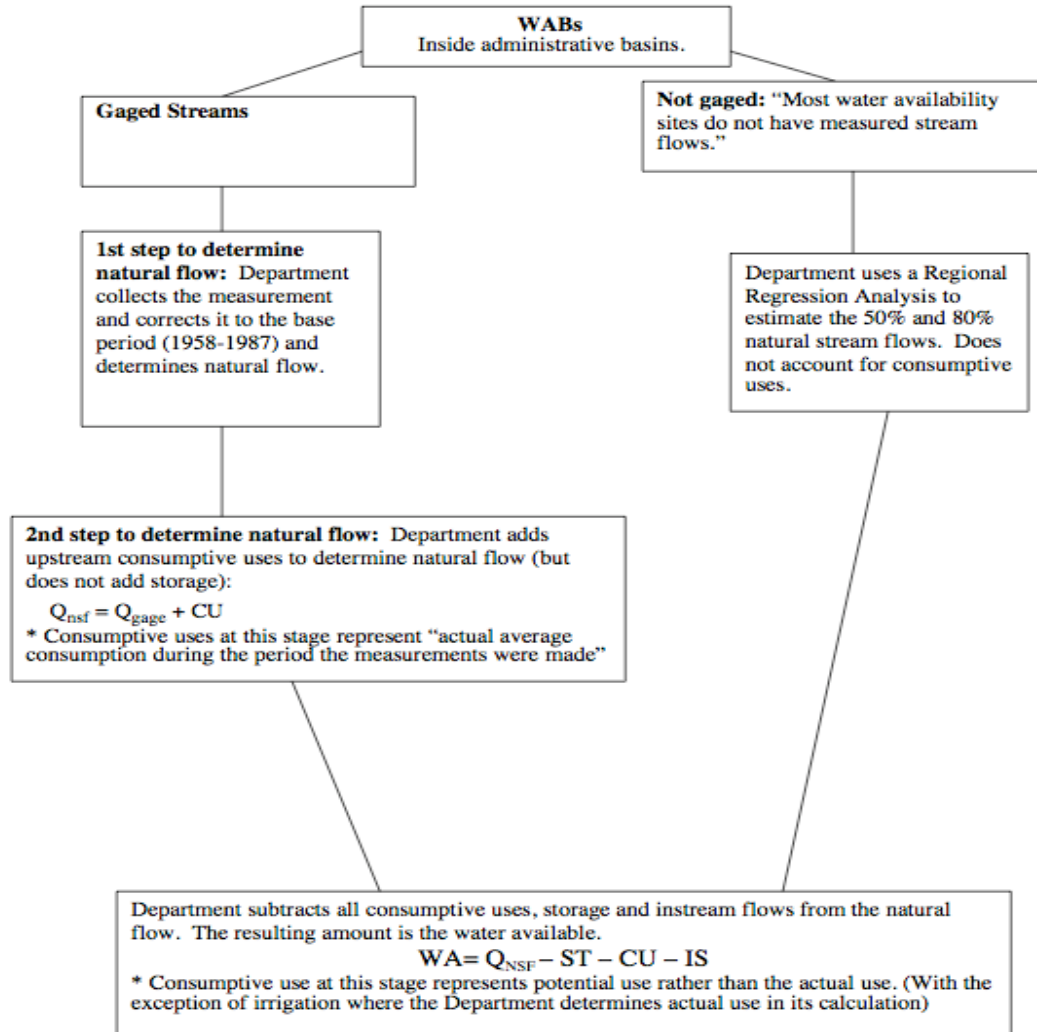 WABs
Inside administrative basins.
Gaged Streams
Not gaged: “Most water availability
sites do not have measured stream
flows.”
1st step to determine
natural flow: Department
collects the measurement
and corrects it to the base
period (1958-1987) and
determines natural flow.
Department uses a Regional
Regression Analysis to
estimate the 50% and 80%
natural stream flows. Does
not account for consumptive
uses.
2nd step to determine natural flow: Department adds
upstream consumptive uses to determine natural flow (but
does not add storage):
Qnsf = Qgage + CU
* Consumptive uses at this stage represent “actual average
consumption during the period the measurements were made”
Department subtracts all consumptive uses, storage and instream flows from the natural
flow. The resulting amount is the water available.
WA= QNSF – ST – CU – IS
* Consumptive use at this stage represents potential use rather than the actual use. (With the
exception of irrigation where the Department determines actual use in its calculation)